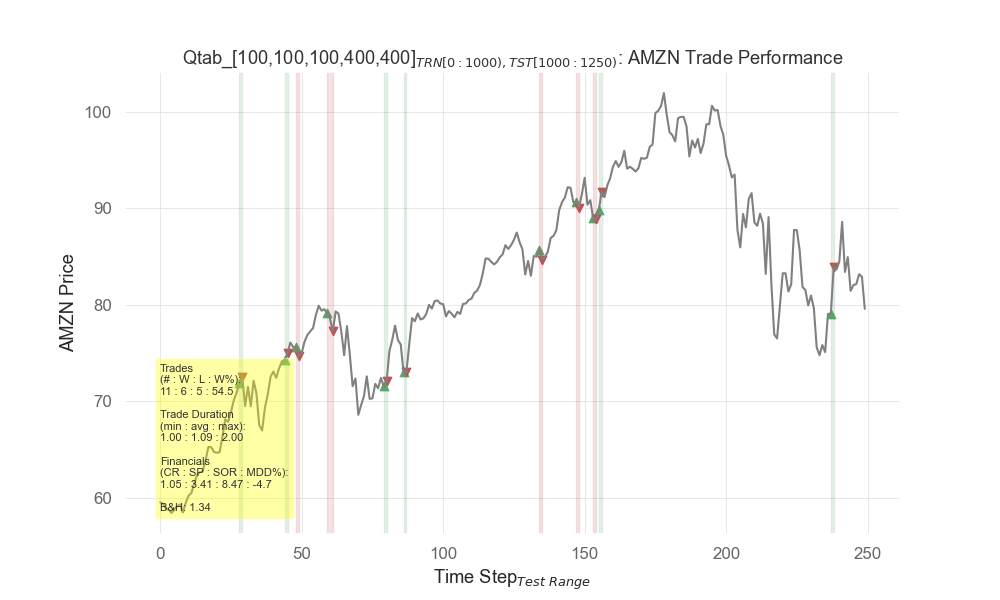 Qtab_[100,100,100,400,400]TRN[0 : 1000), TST[1000 : 1250): AMZN Trade Performance
AMZN Price
100
90
80
70
60
Trades
(# : W : L : W%):
11 : 6 : 5 : 54.5
Trade Duration
(min : avg : max):
1.00 : 1.09 : 2.00
Financials
(CR : SP : SOR : MDD%):
1.05 : 3.41 : 8.47 : -4.7
B&H: 1.34
0 50 100 150 200 250
Time StepTest Range